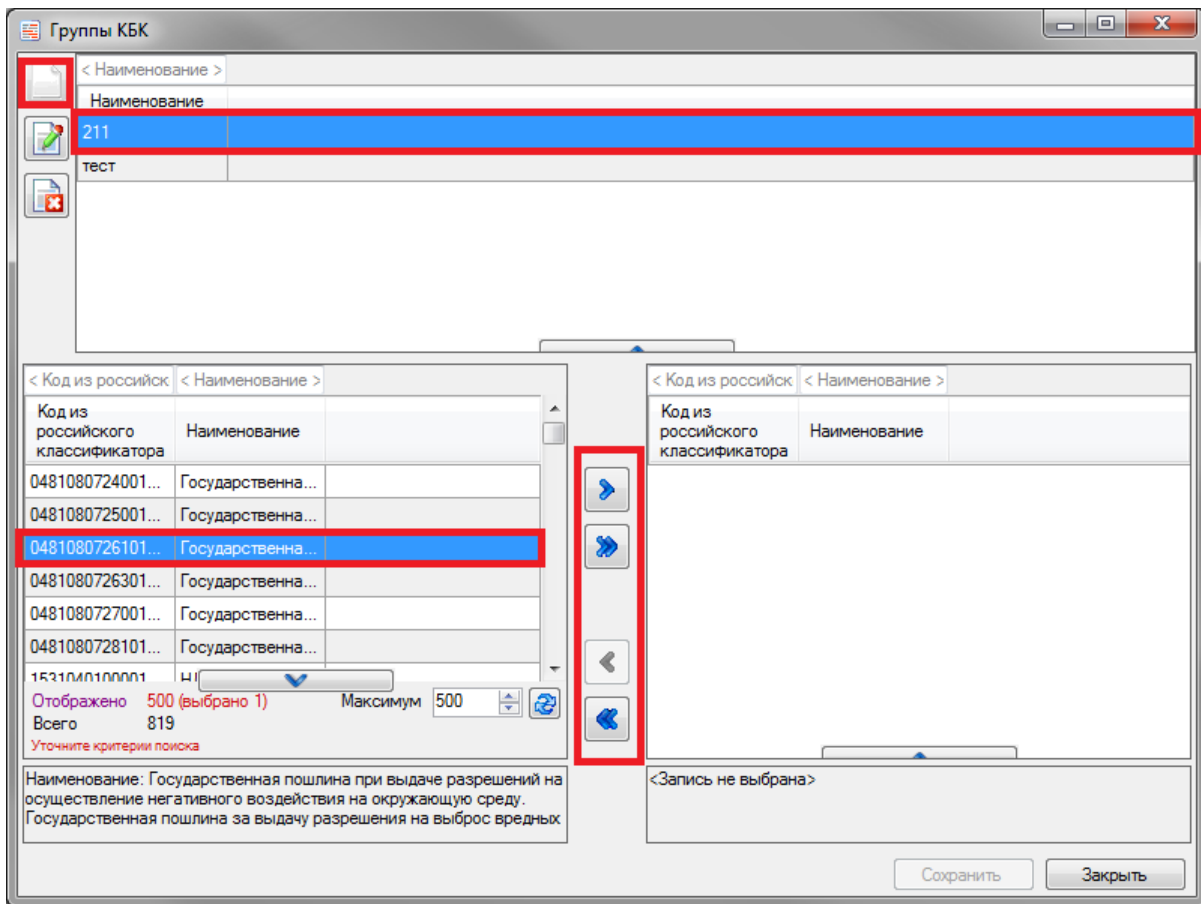 Группы КБК
< Наименование >
Наименование
211
тест
< Код из российск < Наименование >
Код из российского классификатора Наименование
0481080724001... Государственна...
0481080725001... Государственна...
0481080726101... Государственна...
0481080726301... Государственна...
0481080727001... Государственна...
0481080728101... Государственна...
1531040100001
Отображено 500 (выбрано 1) Максимум 500
Всего 819
Уточните критерии поиска
Наименование: Государственная пошлина при выдаче разрешений на
осуществление негативного воздействия на окружающую среду.
Государственная пошлина за выдачу разрешения на выброс вредных
< Код из российск < Наименование >
Код из российского классификатора Наименование
<Запись не выбрана>
Сохранить Закрыть